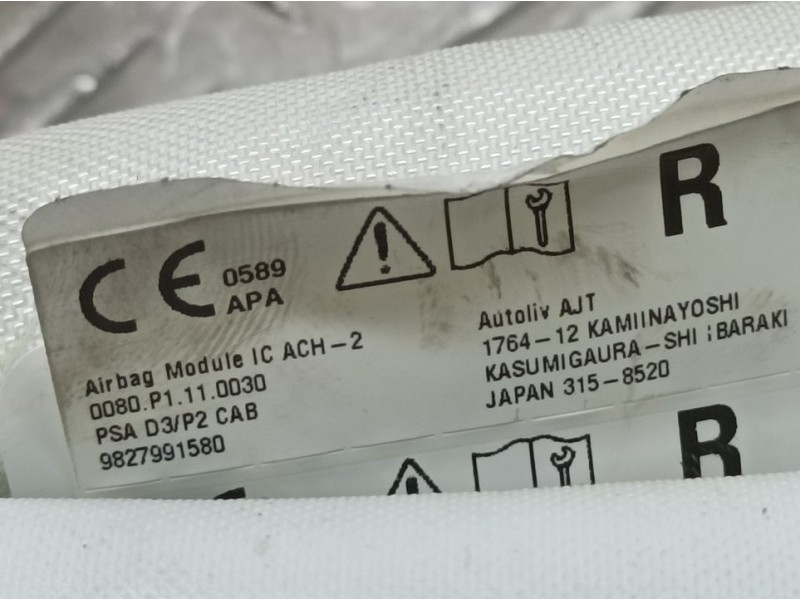 CE 0589
APA
R
Airbag Module IC ACH-2
0080.P1.11.0030
PSA D3/P2 CAB
9827991580
Autoliv AJT
1764-12 KAMIINAYOSHI
KASUMIGAURA-SHI iBARAKI
JAPAN 315-8520
R